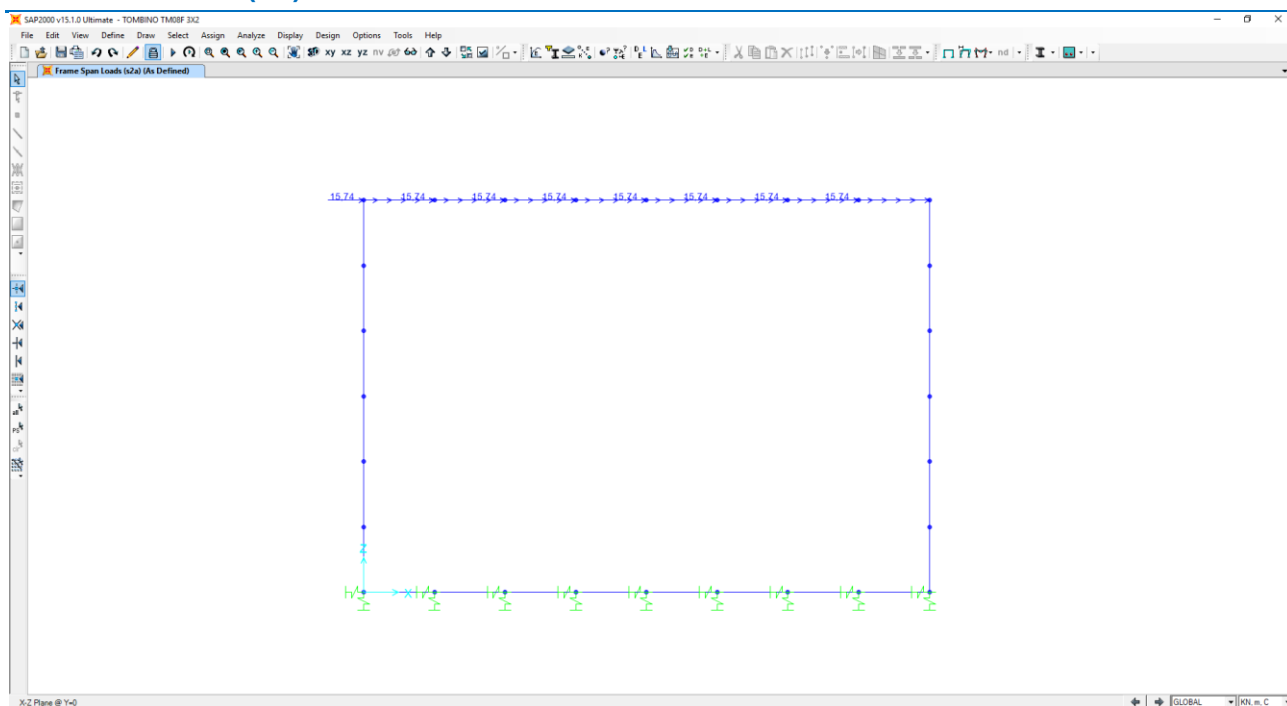 SAP2000 v15.1.0 Ultimate - TOMBINO TM08F 3X2
File Edit View Define Draw Select Assign Analyze Display Design Options Tools Help
xy xz yz nv nd
Frame Span Loads (s2a) (As Defined)
15.74 15.74 15.74 15.74 15.74 15.74 15.74 15.74
Z
X
X-Z Plane @ Y=0 GLOBAL KN, m, C